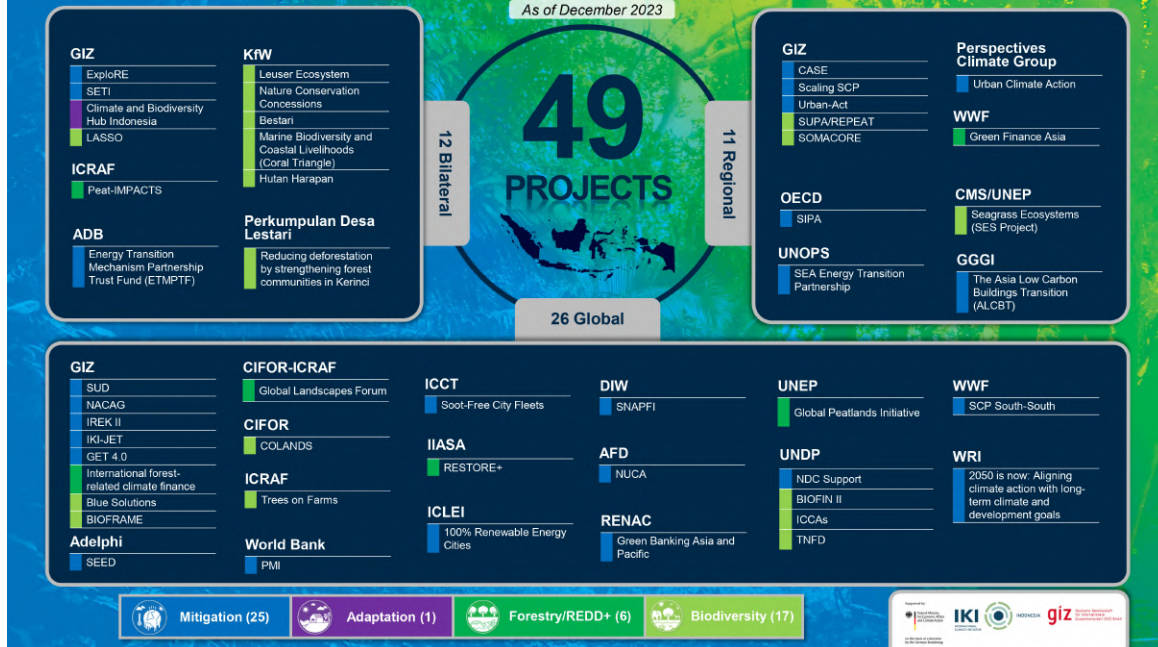 As of December 2023
49
PROJECTS
12 Bilateral
GIZ
ExploRE
SETI
Climate and Biodiversity
Hub Indonesia
LASSO
ICRAF
Peat-IMPACTS
ADB
Energy Transition
Mechanism Partnership
Trust Fund (ETMPTF)
KfW
Leuser Ecosystem
Nature Conservation
Concessions
Bestari
Marine Biodiversity and
Coastal Livelihoods
(Coral Triangle)
Hutan Harapan
Perkumpulan Desa
Lestari
Reducing deforestation
by strengthening forest
communities in Kerinci
11 Regional
GIZ
CASE
Scaling SCP
Urban-Act
SUPA/REPEAT
SOMACORE
OECD
SIPA
UNOPS
SEA Energy Transition
Partnership
Perspectives
Climate Group
Urban Climate Action
WWF
Green Finance Asia
CMS/UNEP
Seagrass Ecosystems
(SES Project)
GGGI
The Asia Low Carbon
Buildings Transition
(ALCBT)
26 Global
GIZ
SUD
NACAG
IREK II
IKI-JET
GET 4.0
International forest-
related climate finance
Blue Solutions
BIOFRAME
Adelphi
SEED
CIFOR-ICRAF
Global Landscapes Forum
CIFOR
COLANDS
ICRAF
Trees on Farms
World Bank
PMI
ICCT
Soot-Free City Fleets
IIASA
RESTORE+
ICLEI
100% Renewable Energy
Cities
DIW
SNAPFI
AFD
NUCA
RENAC
Green Banking Asia and
Pacific
UNEP
Global Peatlands Initiative
UNDP
NDC Support
BIOFIN II
ICCAs
TNFD
WWF
SCP South-South
WRI
2050 is now: Aligning
climate action with long-
term climate and
development goals
Mitigation (25)
Adaptation (1)
Forestry/REDD+ (6)
Biodiversity (17)
Supported by:
IKI
INDONESIA
giz